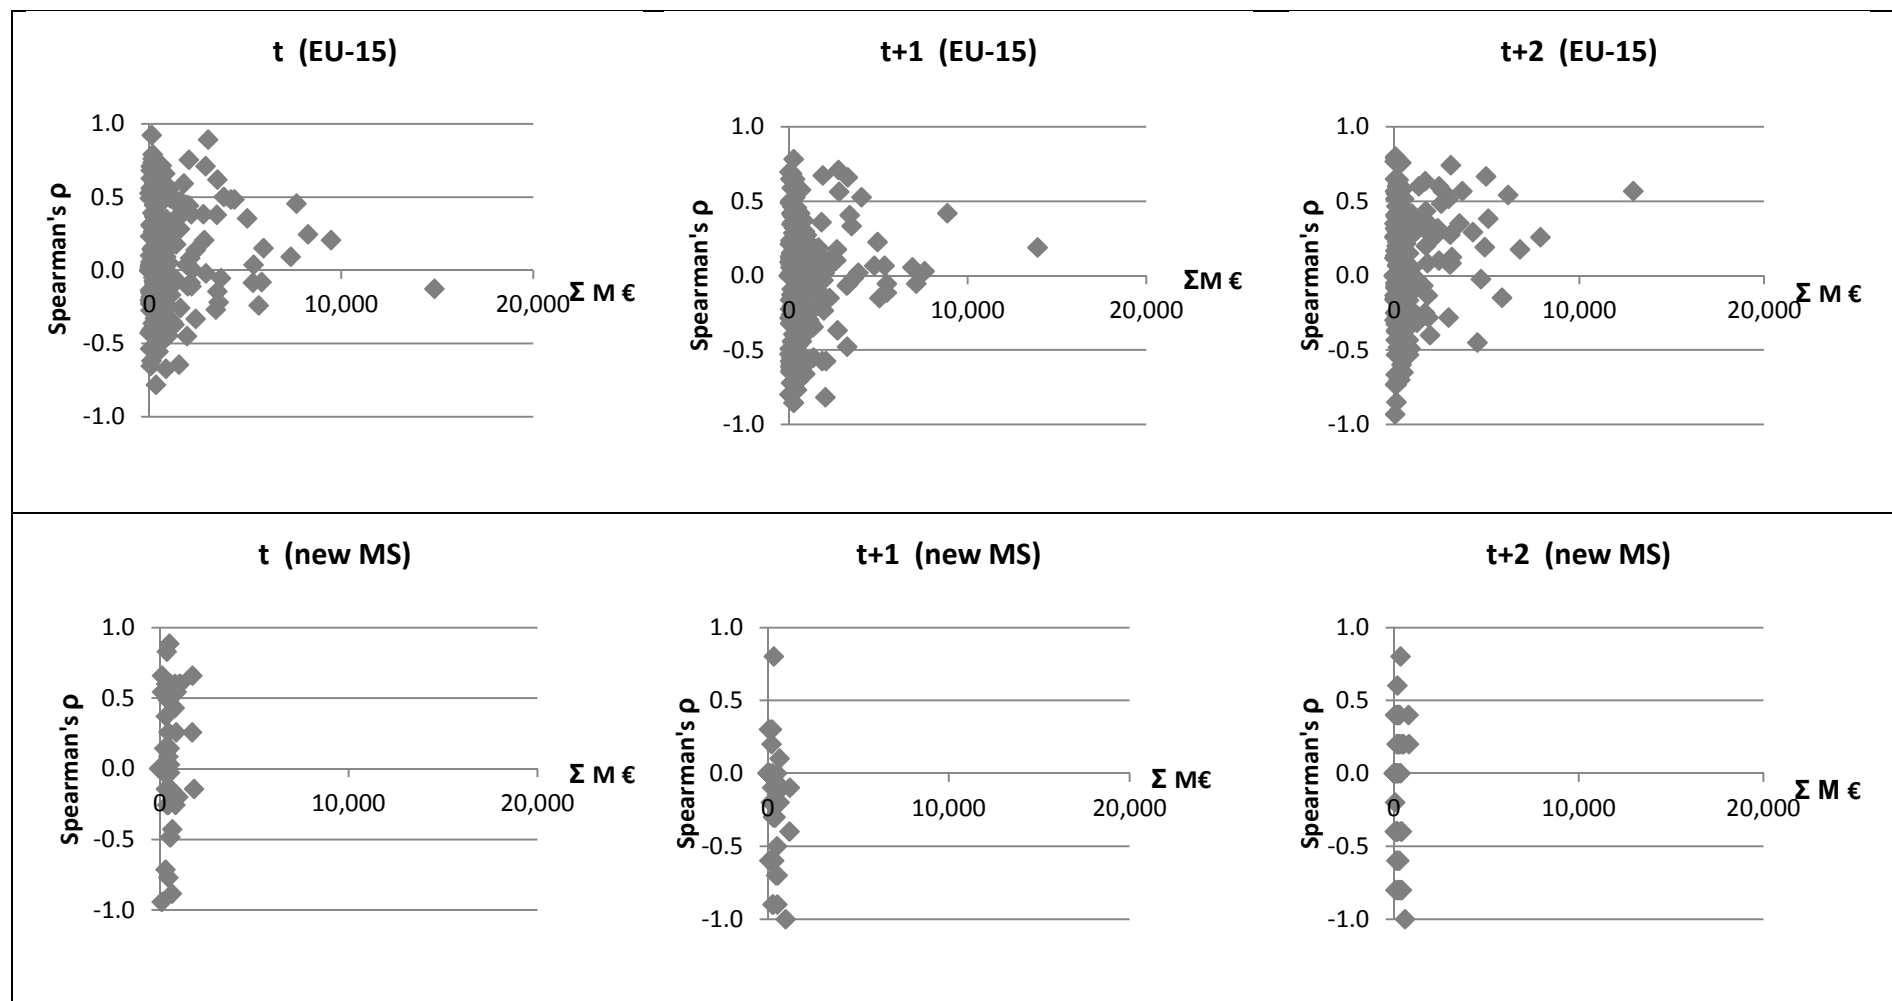 t (EU-15)
1.0
0.5
0.0
-0.5
-1.0
0
10,000
20,000
Spearman's ρ
Σ M €
t+1 (EU-15)
1.0
0.5
0.0
-0.5
-1.0
0
10,000
20,000
Spearman's ρ
ΣM €
t+2 (EU-15)
1.0
0.5
0.0
-0.5
-1.0
0
10,000
20,000
Spearman's ρ
Σ M €
t (new MS)
1.0
0.5
0.0
-0.5
-1.0
0
10,000
20,000
Spearman's ρ
Σ M €
t+1 (new MS)
1.0
0.5
0.0
-0.5
-1.0
0
10,000
20,000
Spearman's ρ
Σ M€
t+2 (new MS)
1.0
0.5
0.0
-0.5
-1.0
0
10,000
20,000
Spearman's ρ
Σ M €